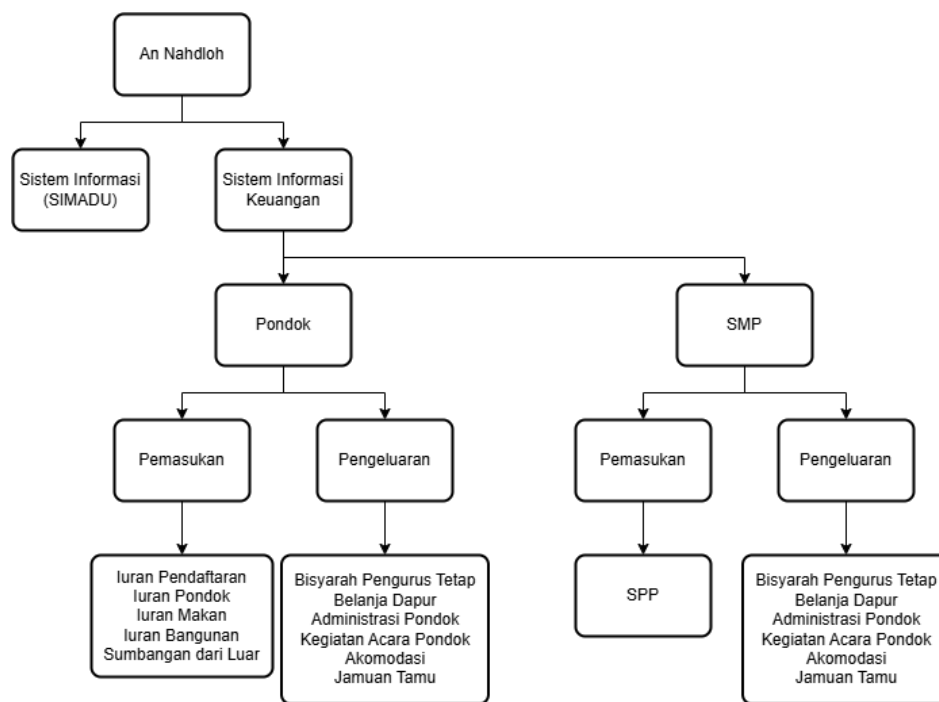 An Nahdloh
Sistem Informasi
(SIMADU)
Sistem Informasi
Keuangan
Pondok
SMP
Pemasukan
Pengeluaran
Pemasukan
Pengeluaran
Iuran Pendaftaran
Iuran Pondok
Iuran Makan
Iuran Bangunan
Sumbangan dari Luar
Bisyarah Pengurus Tetap
Belanja Dapur
Administrasi Pondok
Kegiatan Acara Pondok
Akomodasi
Jamuan Tamu
SPP
Bisyarah Pengurus Tetap
Belanja Dapur
Administrasi Pondok
Kegiatan Acara Pondok
Akomodasi
Jamuan Tamu